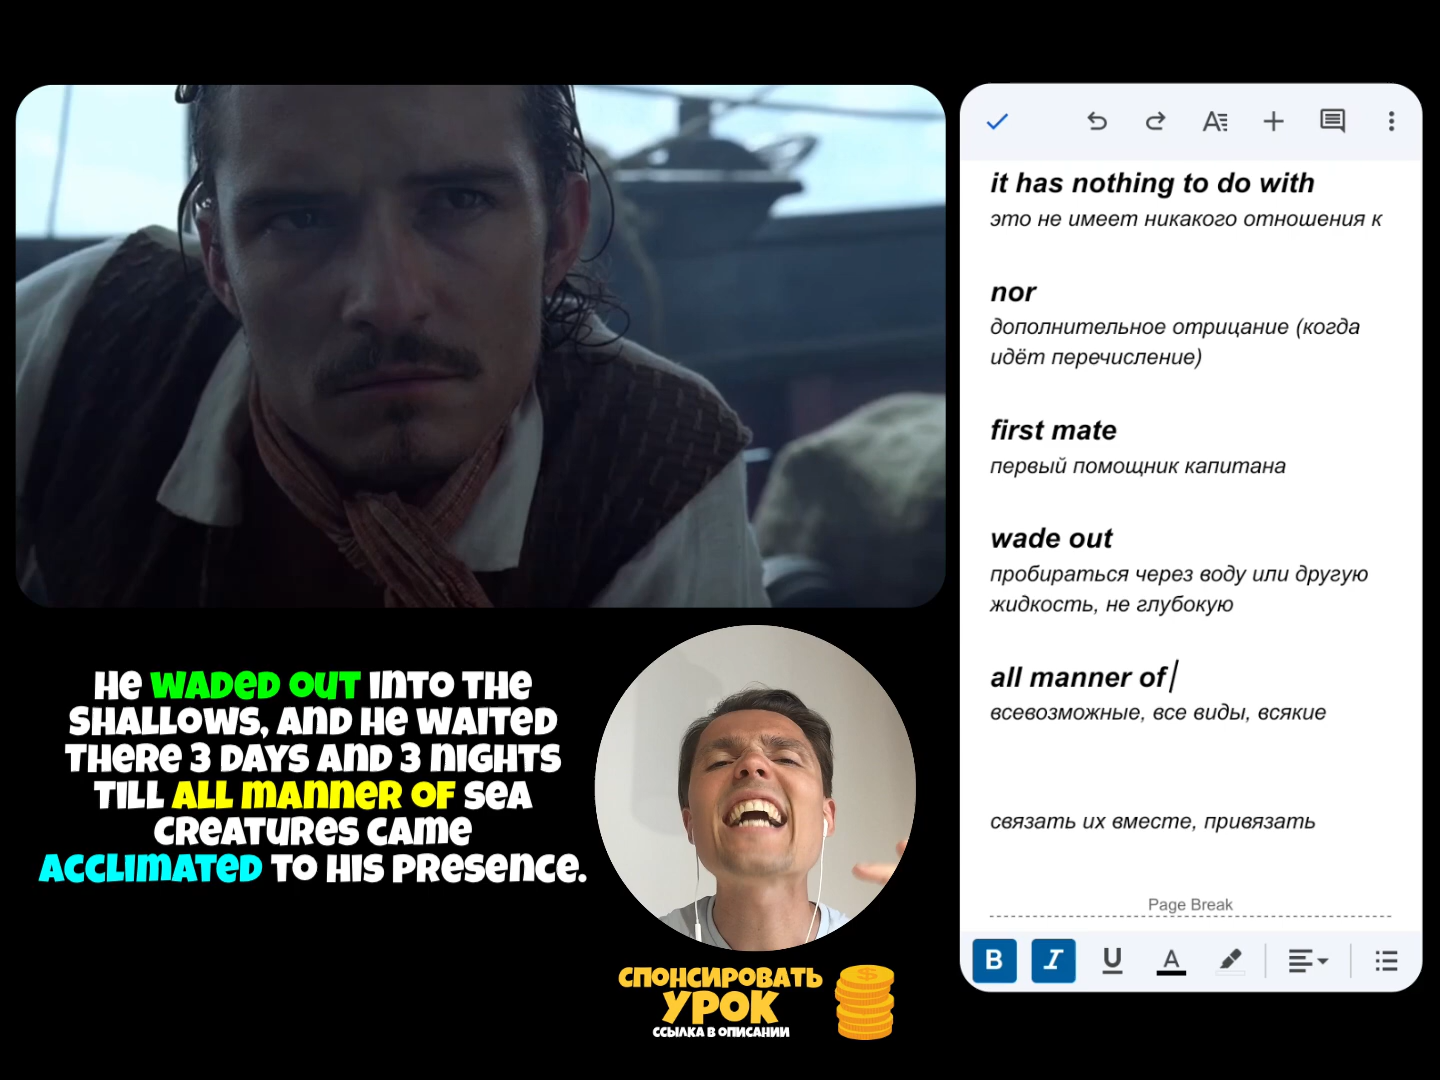 HE WADED OUT INTO THE
SHALLOWS, AND HE WAITED
THERE 3 DAYS AND 3 NIGHTS
TILL ALL MANNER OF SEA
CREATURES CAME
ACCLIMATED TO HIS PRESENCE.
СПОНСИРОВАТЬ
УРОК
ССЫЛКА В ОПИСАНИИ
it has nothing to do with
это не имеет никакого отношения к
nor
дополнительное отрицание (когда
идёт перечисление)
first mate
первый помощник капитана
wade out
пробираться через воду или другую
жидкость, не глубокую
all manner of
всевозможные, все виды, всякие
связать их вместе, привязать
Page Break
B I U A